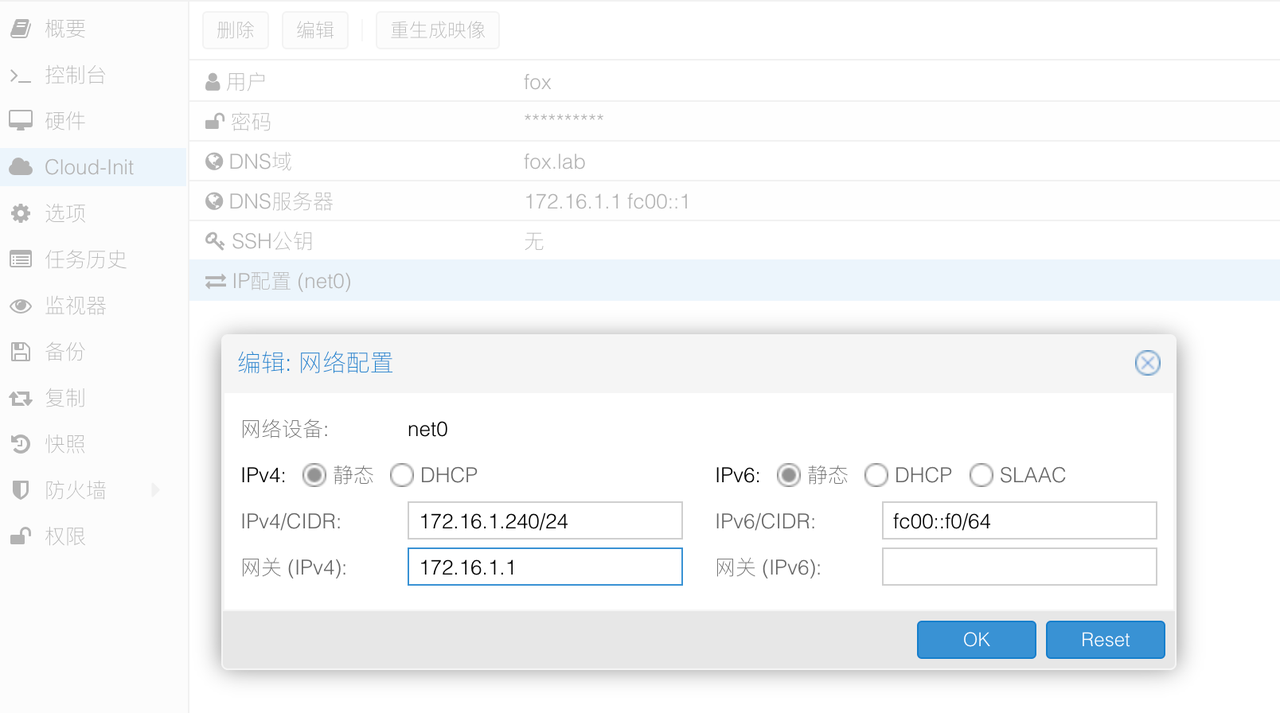 概要
控制台
硬件
Cloud-Init
选项
任务历史
监视器
备份
复制
快照
防火墙
权限
删除 编辑 重生成映像
用户 fox
密码 **********
DNS域 fox.lab
DNS服务器 172.16.1.1 fc00::1
SSH公钥 无
IP配置 (net0)
编辑: 网络配置
网络设备: net0
IPv4: 静态 DHCP IPv6: 静态 DHCP SLAAC
IPv4/CIDR: 172.16.1.240/24 IPv6/CIDR: fc00::f0/64
网关 (IPv4): 172.16.1.1 网关 (IPv6):
OK Reset